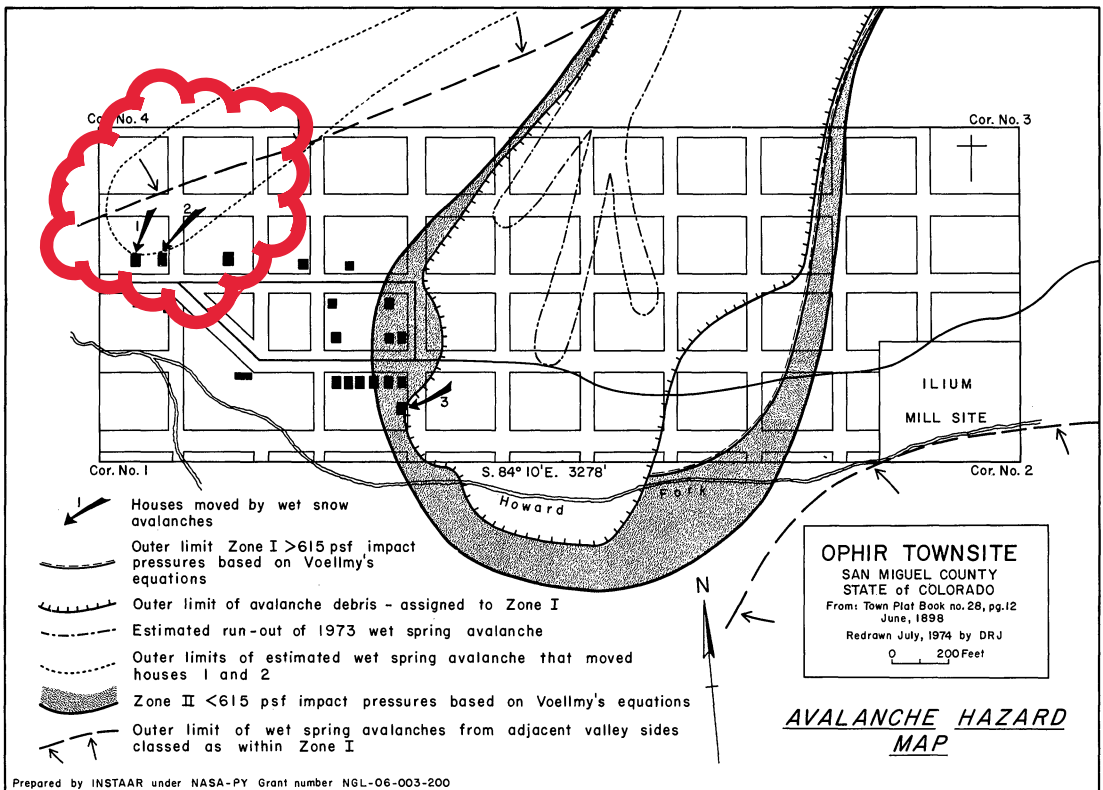 Cor. No. 4
Cor. No. 3
1
2
3
ILIUM
MILL SITE
Cor. No. 1
S. 84° 10'E. 3278'
Cor. No. 2
Howard Fork
1
Houses moved by wet snow
avalanches
Outer limit Zone I >615 psf impact
pressures based on Voellmy's
equations
Outer limit of avalanche debris - assigned to Zone I
Estimated run-out of 1973 wet spring avalanche
Outer limits of estimated wet spring avalanche that moved
houses 1 and 2
Zone II <615 psf impact pressures based on Voellmy's equations
Outer limit of wet spring avalanches from adjacent valley sides
classed as within Zone I
N
OPHIR TOWNSITE
SAN MIGUEL COUNTY
STATE of COLORADO
From: Town Plat Book no. 28, pg. 12
June, 1898
Redrawn July, 1974 by DRJ
0 200 Feet
AVALANCHE HAZARD
MAP
Prepared by INSTAAR under NASA-PY Grant number NGL-06-003-200